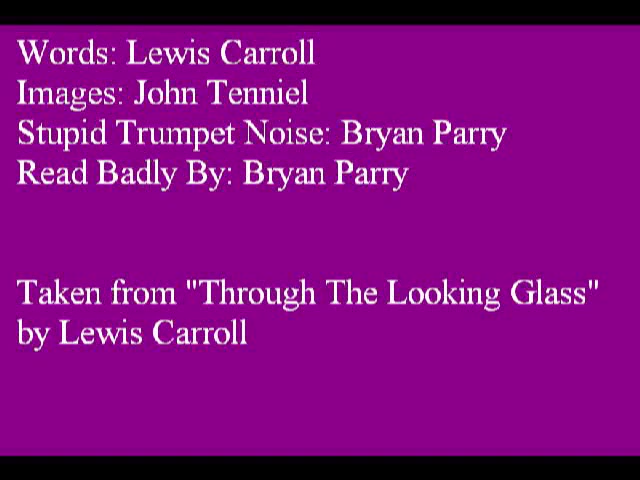 Words: Lewis Carroll
Images: John Tenniel
Stupid Trumpet Noise: Bryan Parry
Read Badly By: Bryan Parry
Taken from "Through The Looking Glass"
by Lewis Carroll